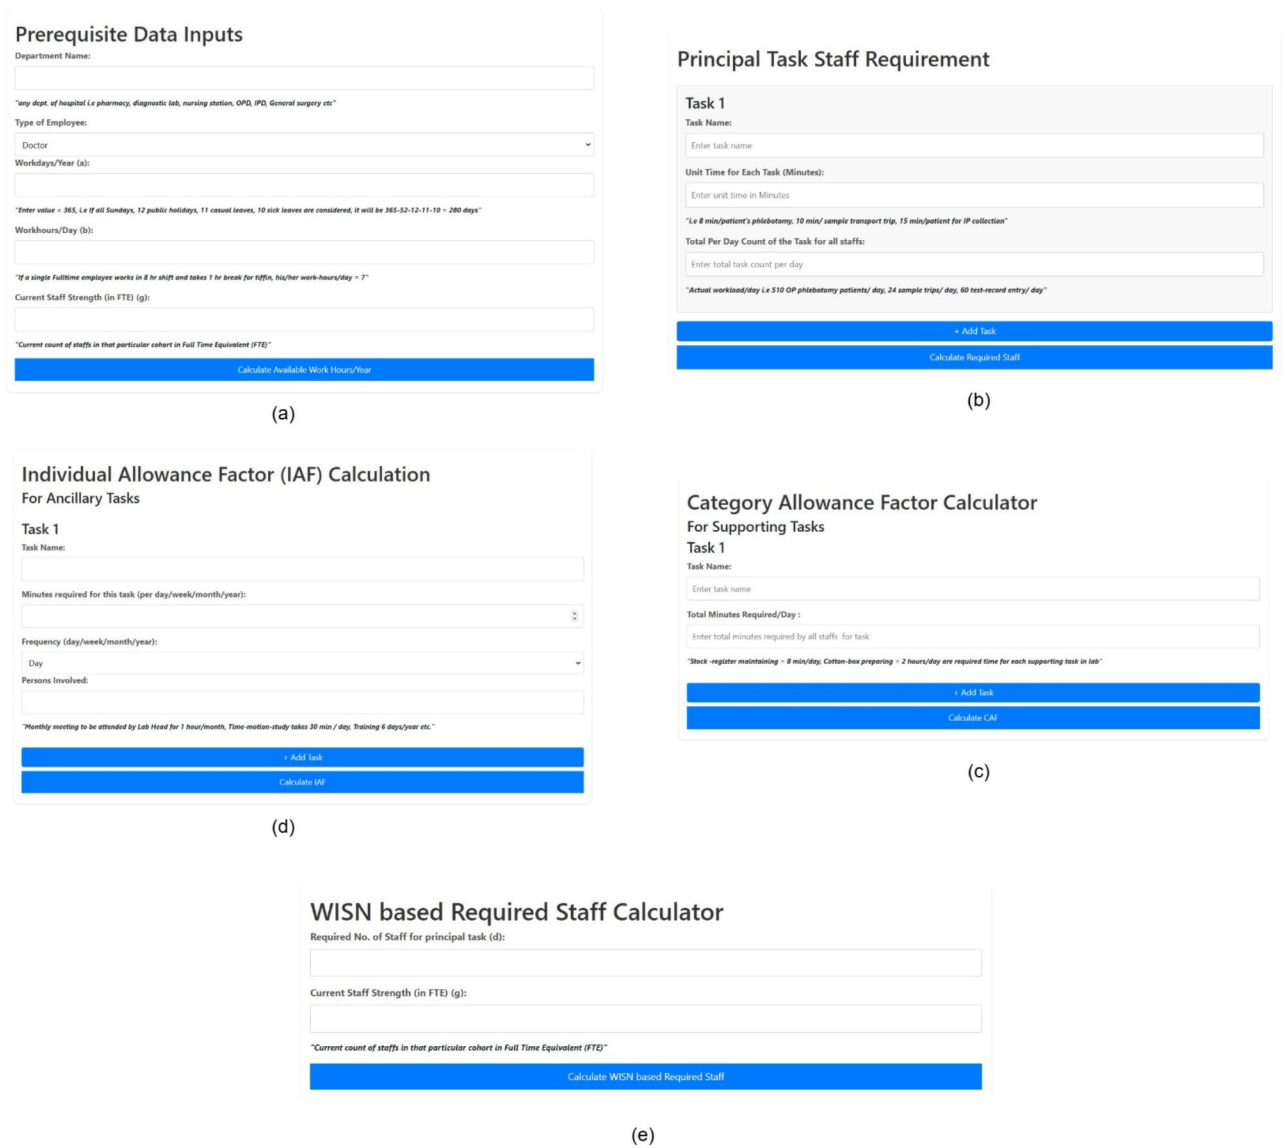 Prerequisite Data Inputs
Department Name:
"any dept. of hospital i.e pharmacy, diagnostic lab, nursing station, OPD, IPD, General surgery etc"
Type of Employee:
Doctor
Workdays/Year (a):
"Enter value < 365, i.e If all Sundays, 12 public holidays, 11 casual leaves, 10 sick leaves are considered, it will be 365-52-12-11-10 = 280 days"
Workhours/Day (b):
"If a single Fulltime employee works in 8 hr shift and takes 1 hr break for tiffin, his/her work-hours/day = 7"
Current Staff Strength (in FTE) (g):
"Current count of staffs in that particular cohort in Full Time Equivalent (FTE)"
Calculate Available Work Hours/Year
(a)
Principal Task Staff Requirement
Task 1
Task Name:
Enter task name
Unit Time for Each Task (Minutes):
Enter unit time in Minutes
"i.e 8 min/patient's phlebotomy, 10 min/ sample transport trip, 15 min/patient for IP collection"
Total Per Day Count of the Task for all staffs:
Enter total task count per day
"Actual workload/day i.e 510 OP phlebotomy patients/ day, 24 sample trips/ day, 60 test-record entry/ day"
+ Add Task
Calculate Required Staff
(b)
Individual Allowance Factor (IAF) Calculation
For Ancillary Tasks
Task 1
Task Name:
Minutes required for this task (per day/week/month/year):
Frequency (day/week/month/year):
Day
Persons Involved:
"Monthly meeting to be attended by Lab Head for 1 hour/month, Time-motion-study takes 30 min / day, Training 6 days/year etc."
+ Add Task
Calculate IAF
(d)
Category Allowance Factor Calculator
For Supporting Tasks
Task 1
Task Name:
Enter task name
Total Minutes Required/Day :
Enter total minutes required by all staffs for task
"Stock -register maintaining = 8 min/day, Cotton-box preparing = 2 hours/day are required time for each supporting task in lab"
+ Add Task
Calculate CAF
(c)
WISN based Required Staff Calculator
Required No. of Staff for principal task (d):
Current Staff Strength (in FTE) (g):
"Current count of staffs in that particular cohort in Full Time Equivalent (FTE)"
Calculate WISN based Required Staff
(e)